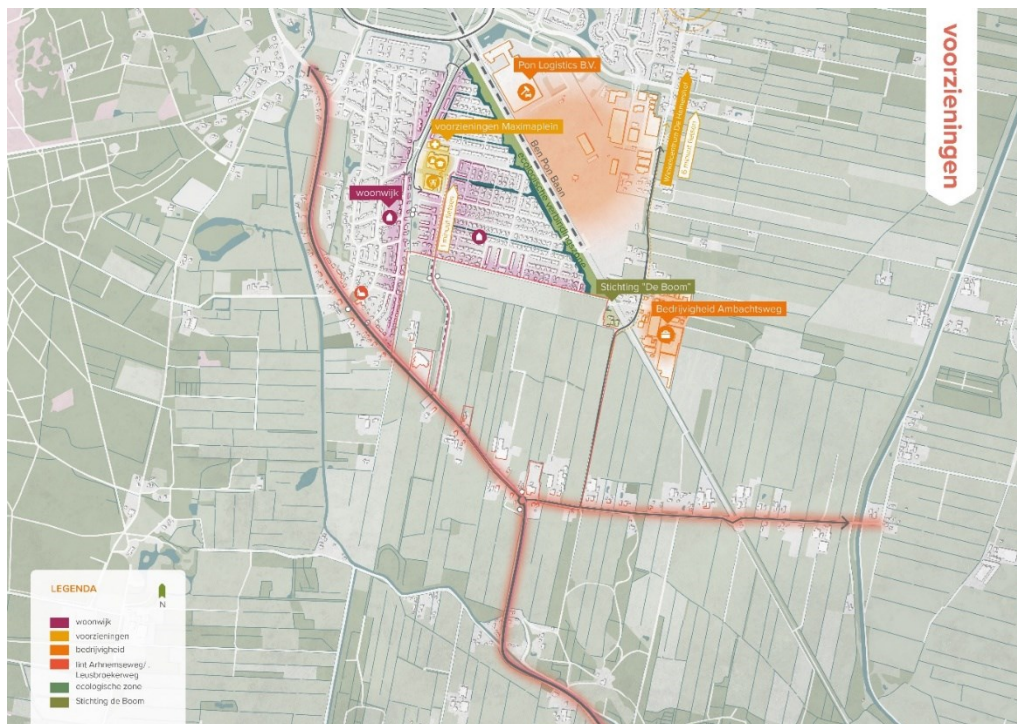 voorzieningen
Pon Logistics B.V.
voorzieningen Maximaplein
Ben Pon Baan
woonwijk
Stichting "De Boom"
Bedrijvigheid Ambachtsweg
LEGENDA
N
woonwijk
voorzieningen
bedrijvigheid
lint Arhnemseweg/ ..
Leusbroekerweg
ecologische zone
Stichting de Boom